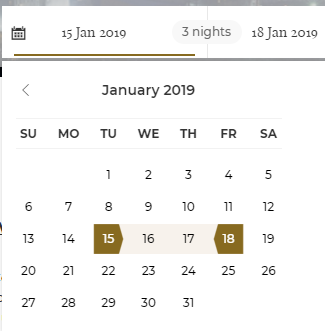 15 Jan 2019 3 nights 18 Jan 2019
January 2019
SU MO TU WE TH FR SA
1 2 3 4 5
6 7 8 9 10 11 12
13 14 15 16 17 18 19
20 21 22 23 24 25 26
27 28 29 30 31